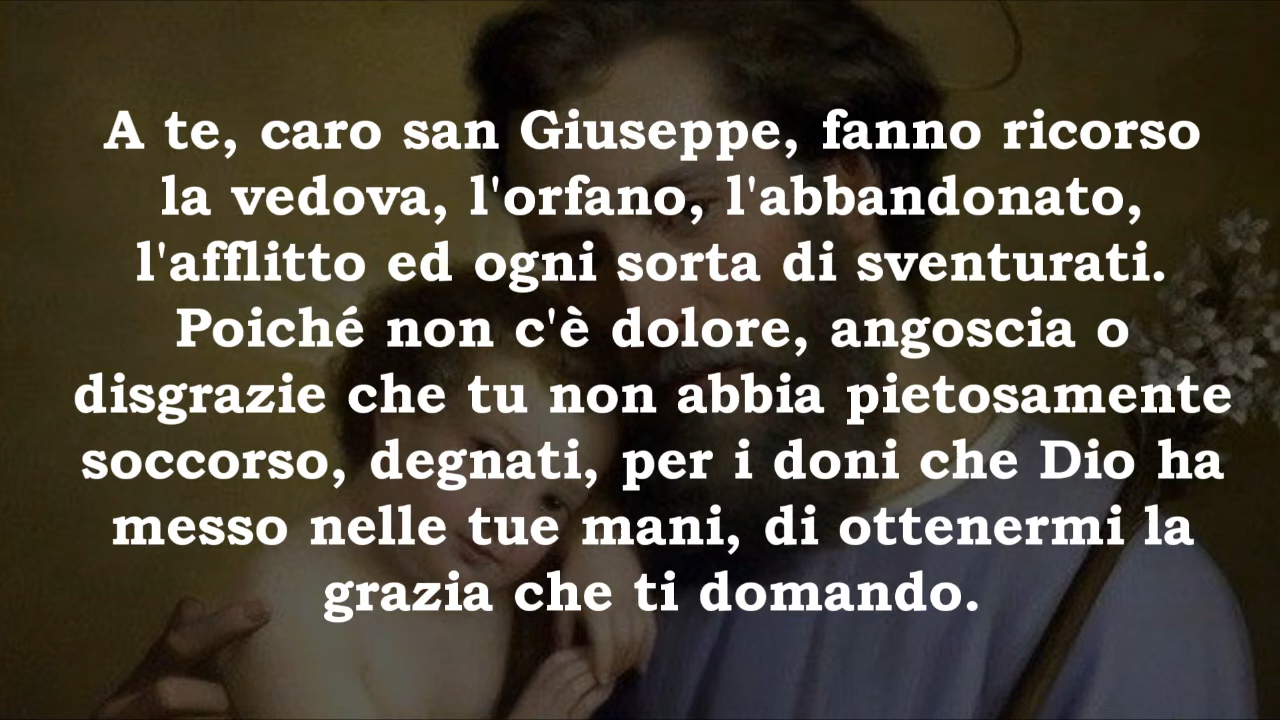 A te, caro san Giuseppe, fanno ricorso
la vedova, l'orfano, l'abbandonato,
l'afflitto ed ogni sorta di sventurati.
Poiché non c'è dolore, angoscia o
disgrazie che tu non abbia pietosamente
soccorso, degnati, per i doni che Dio ha
messo nelle tue mani, di ottenermi la
grazia che ti domando.